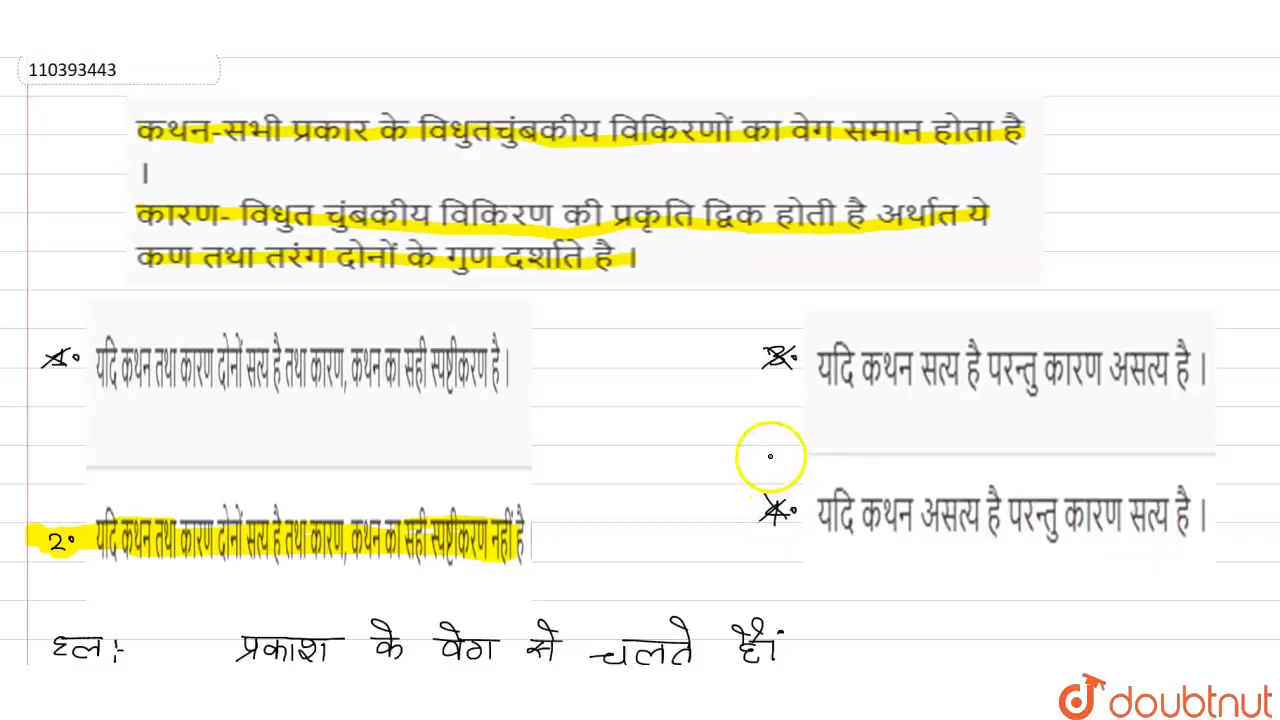 110393443
कथन-सभी प्रकार के विधुतचुंबकीय विकिरणों का वेग समान होता है
।
कारण- विधुत चुंबकीय विकिरण की प्रकृति द्विक होती है अर्थात ये
कण तथा तरंग दोनों के गुण दर्शाते है ।
1. यदि कथन तथा कारण दोनों सत्य है तथा कारण, कथन का सही स्पष्टीकरण है ।
3. यदि कथन सत्य है परन्तु कारण असत्य है ।
2. यदि कथन तथा कारण दोनों सत्य है तथा कारण, कथन का सही स्पष्टीकरण नहीं है
4. यदि कथन असत्य है परन्तु कारण सत्य है ।
हल:- प्रकाश के वेग से चलते हैं।
doubtnut